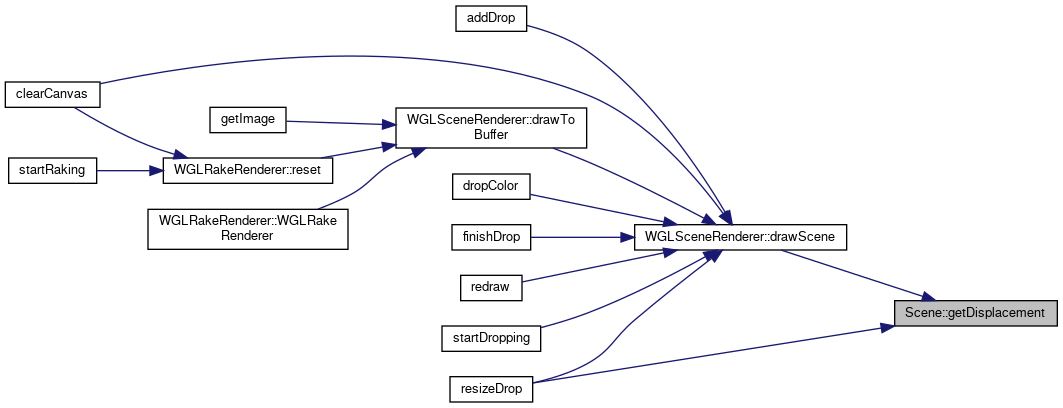 addDrop
clearCanvas
getImage
WGLSceneRenderer::drawTo
Buffer
startRaking
WGLRakeRenderer::reset
dropColor
WGLRakeRenderer::WGLRake
Renderer
finishDrop
WGLSceneRenderer::drawScene
redraw
Scene::getDisplacement
startDropping
resizeDrop